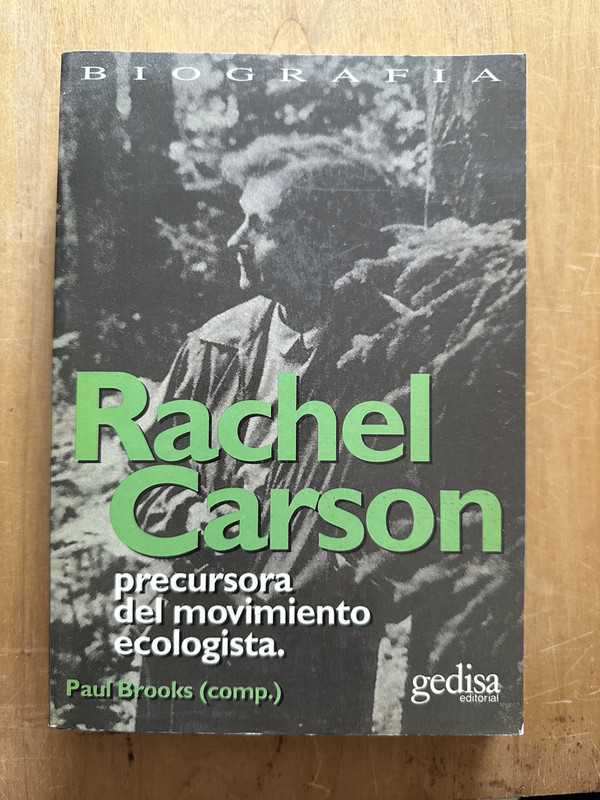 BIOGRAFIA
Rachel
Carson
precursora
del movimiento
ecologista.
Paul Brooks (comp.)
gedisa
editorial